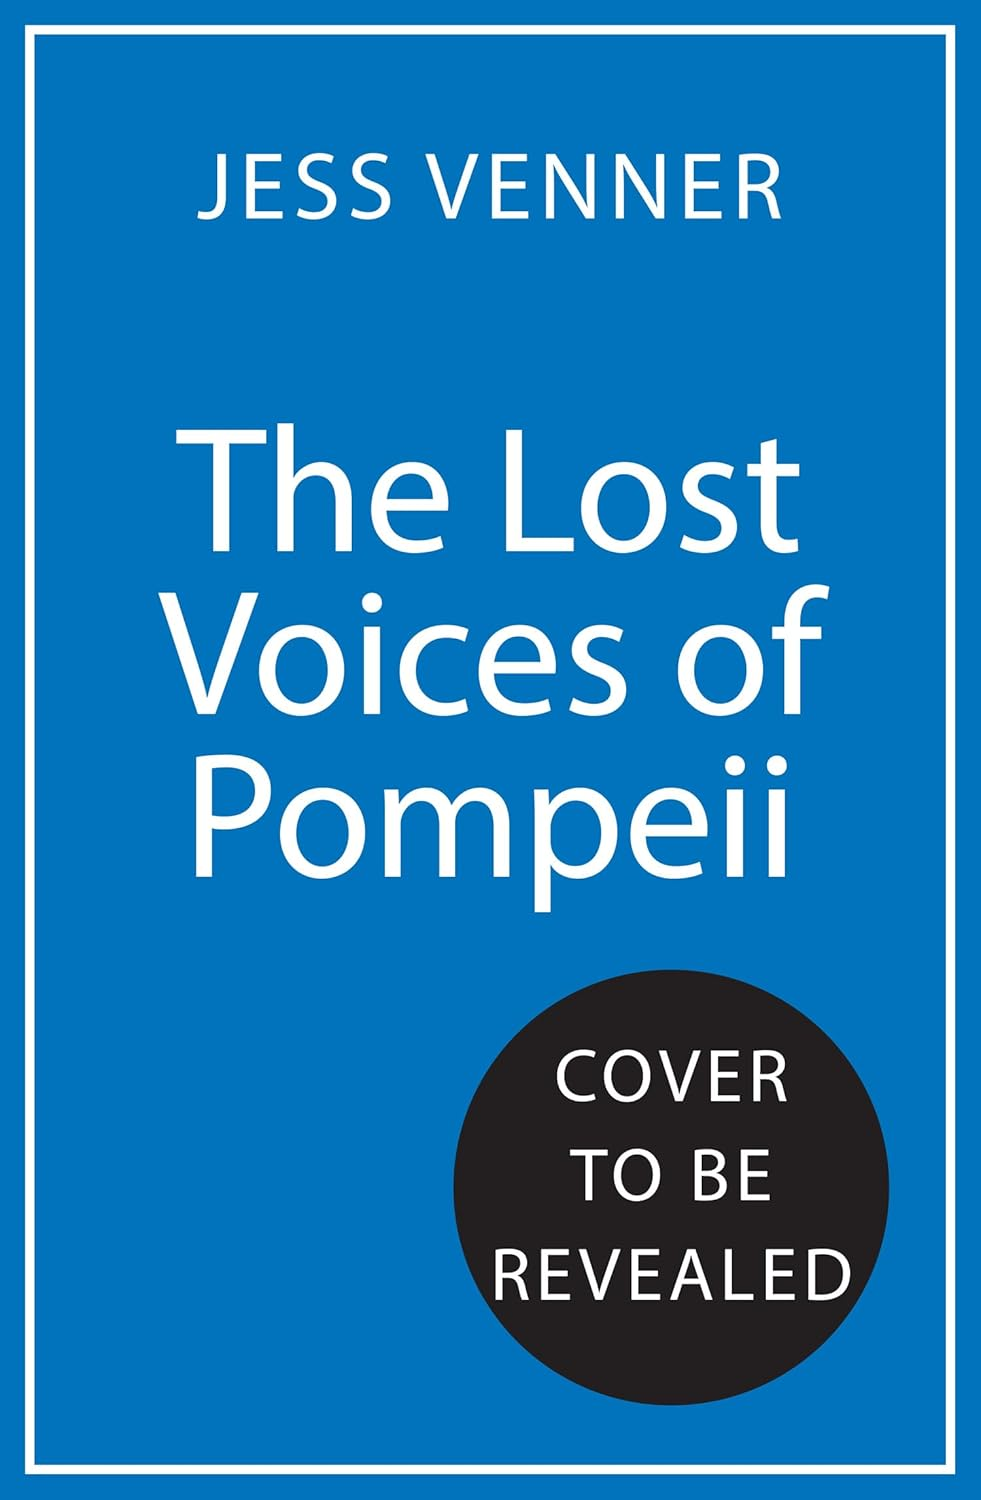 JESS VENNER
The Lost
Voices of
Pompeii
COVER
TO BE
REVEALED